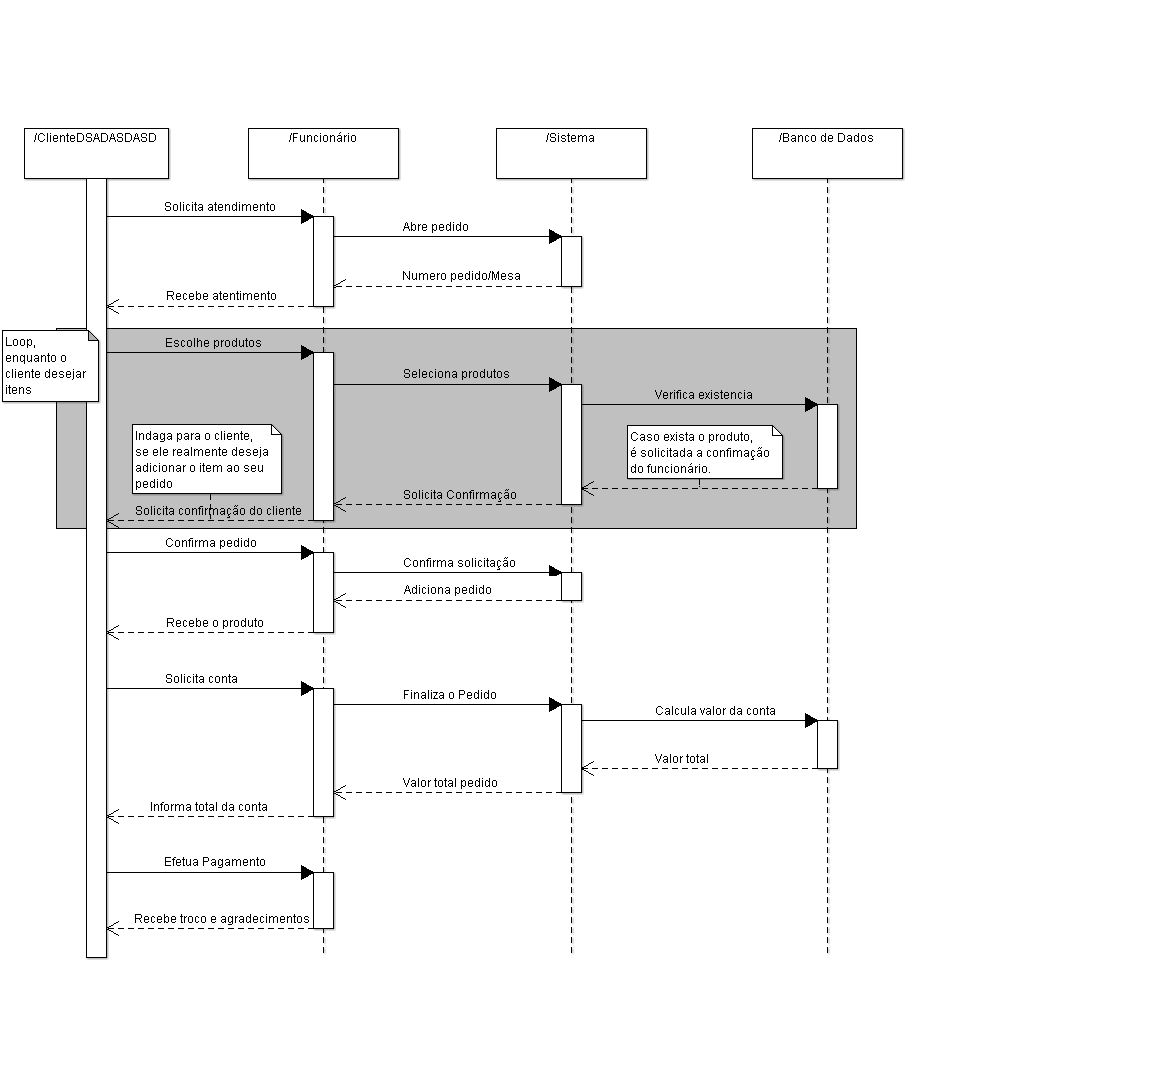 /ClienteDSADASDASD
/Funcionário
/Sistema
/Banco de Dados
Solicita atendimento
Abre pedido
Numero pedido/Mesa
Recebe atentimento
Loop,
enquanto o
cliente desejar
itens
Escolhe produtos
Seleciona produtos
Verifica existencia
Indaga para o cliente,
se ele realmente deseja
adicionar o item ao seu
pedido
Caso exista o produto,
é solicitada a confimação
do funcionário.
Solicita Confirmação
Solicita confirmação do cliente
Confirma pedido
Confirma solicitação
Adiciona pedido
Recebe o produto
Solicita conta
Finaliza o Pedido
Calcula valor da conta
Valor total
Valor total pedido
Informa total da conta
Efetua Pagamento
Recebe troco e agradecimentos